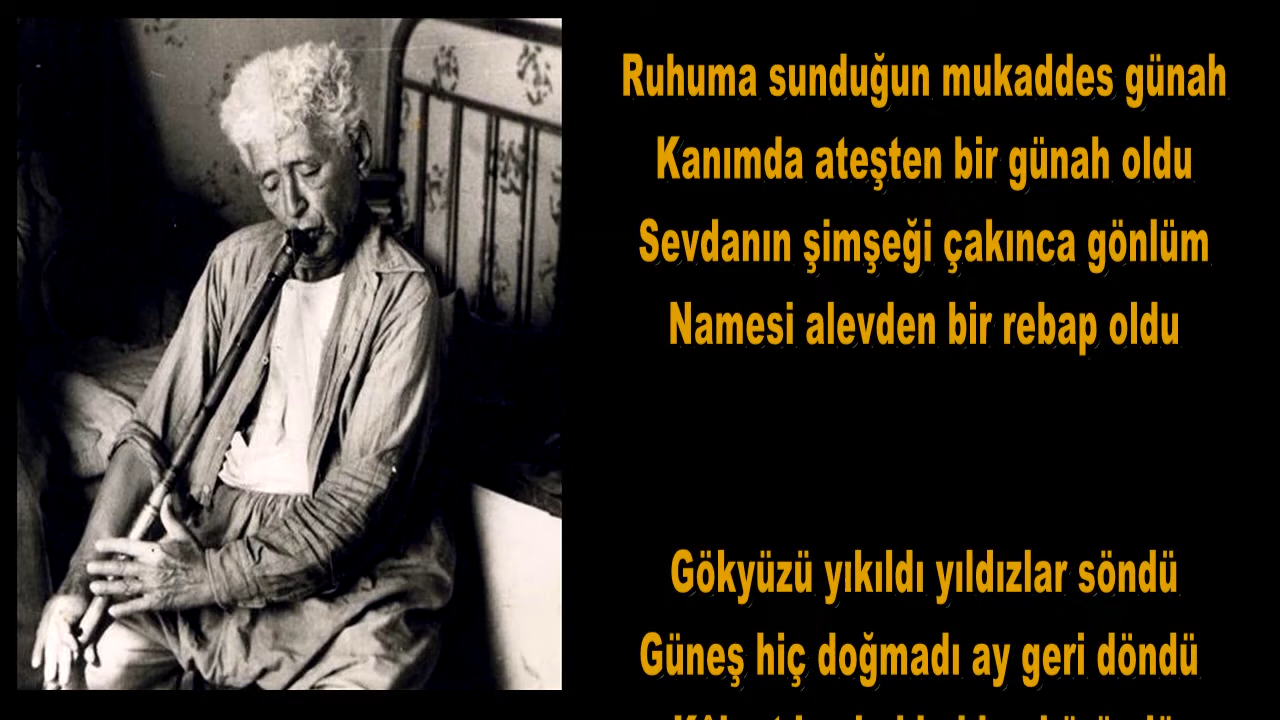 Ruhuma sunduğun mukaddes günah
Kanımda ateşten bir günah oldu
Sevdanın şimşeği çakınca gönlüm
Namesi alevden bir rebap oldu
Gökyüzü yıkıldı yıldızlar söndü
Güneş hiç doğmadı ay geri döndü